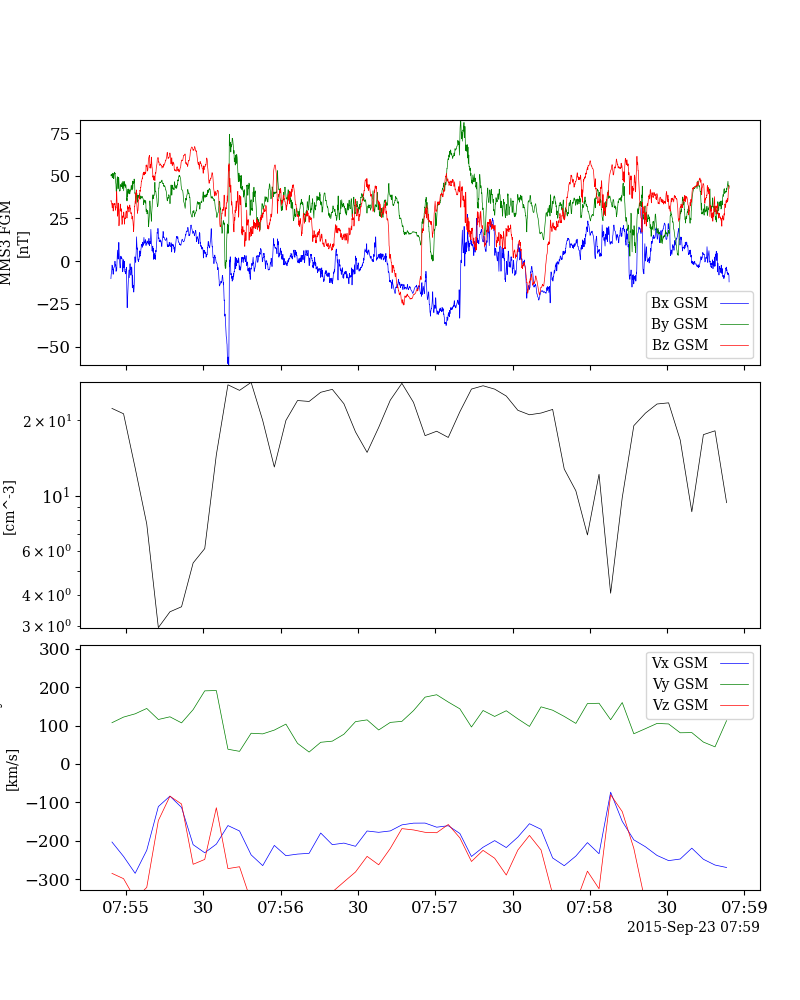 MMS3 FGM
[nT]
75
50
25
0
−25
−50
Bx GSM
By GSM
Bz GSM
[cm^-3]
2 × 10¹
10¹
6 × 10⁰
4 × 10⁰
3 × 10⁰
[km/s]
300
200
100
0
−100
−200
−300
Vx GSM
Vy GSM
Vz GSM
07:55 30 07:56 30 07:57 30 07:58 30 07:59
2015-Sep-23 07:59